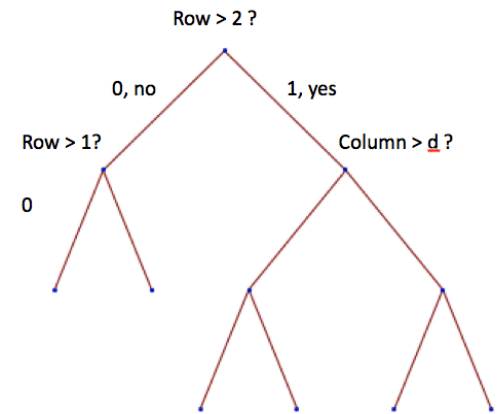 Row > 2 ?
0, no
1, yes
Row > 1?
Column > d ?
0